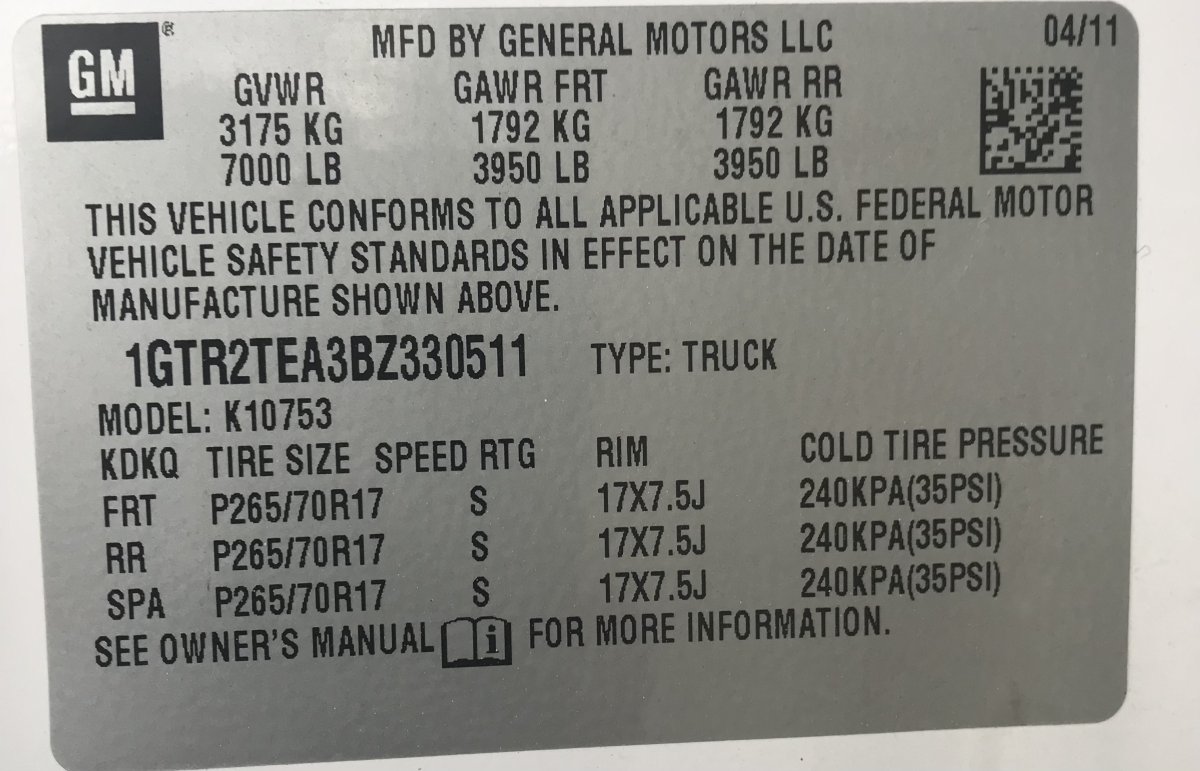 GM ® MFD BY GENERAL MOTORS LLC 04/11
GVWR GAWR FRT GAWR RR
3175 KG 1792 KG 1792 KG
7000 LB 3950 LB 3950 LB
THIS VEHICLE CONFORMS TO ALL APPLICABLE U.S. FEDERAL MOTOR
VEHICLE SAFETY STANDARDS IN EFFECT ON THE DATE OF
MANUFACTURE SHOWN ABOVE.
1GTR2TEA3BZ330511 TYPE: TRUCK
MODEL: K10753
KDKQ TIRE SIZE SPEED RTG RIM COLD TIRE PRESSURE
FRT P265/70R17 S 17X7.5J 240KPA(35PSI)
RR P265/70R17 S 17X7.5J 240KPA(35PSI)
SPA P265/70R17 S 17X7.5J 240KPA(35PSI)
SEE OWNER'S MANUAL i FOR MORE INFORMATION.